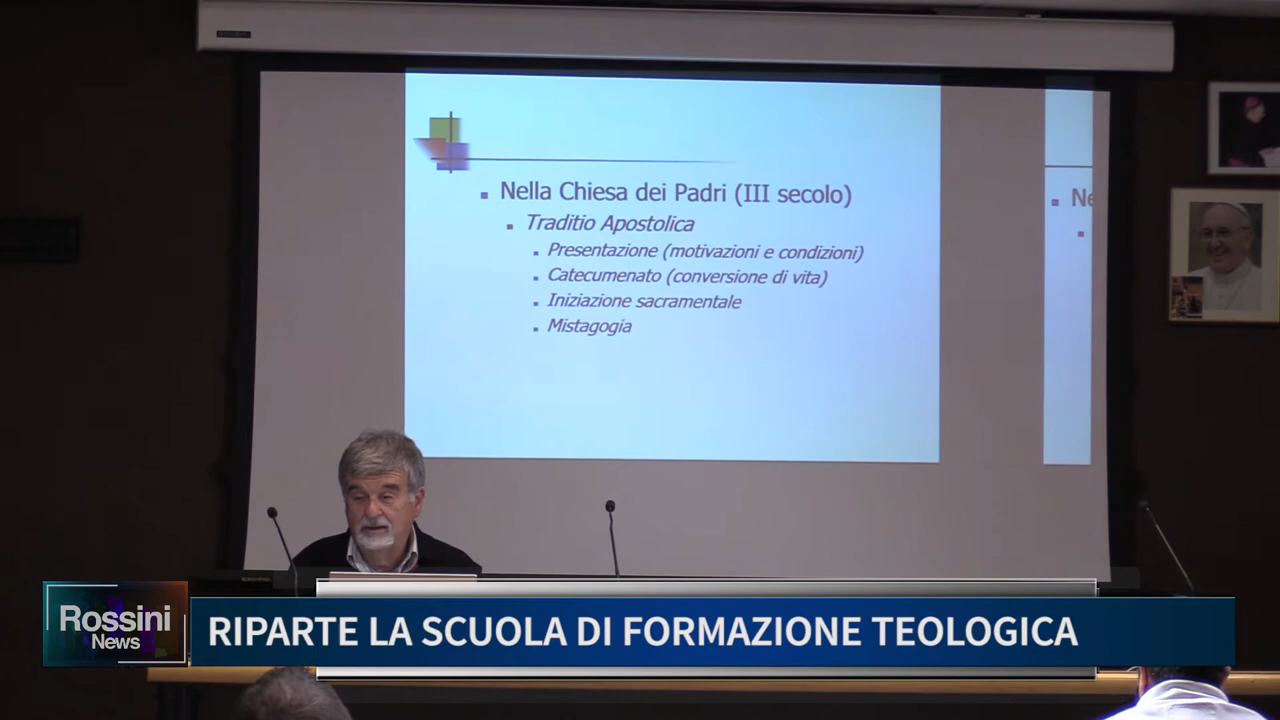 Nella Chiesa dei Padri (III secolo)
Traditio Apostolica
Presentazione (motivazioni e condizioni)
Catecumenato (conversione di vita)
Iniziazione sacramentale
Mistagogia
Ne
Rossini
News
RIPARTE LA SCUOLA DI FORMAZIONE TEOLOGICA